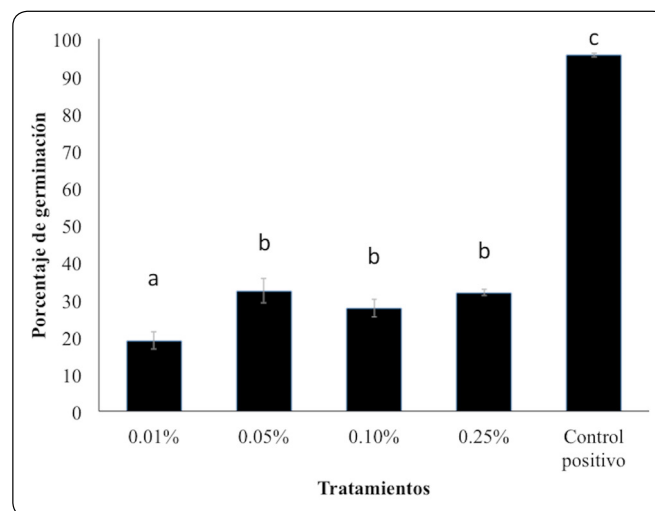 Porcentaje de germinación
100
90
80
70
60
50
40
30
20
10
0
a
b
b
b
c
0.01%
0.05%
0.10%
0.25%
Control
positivo
Tratamientos